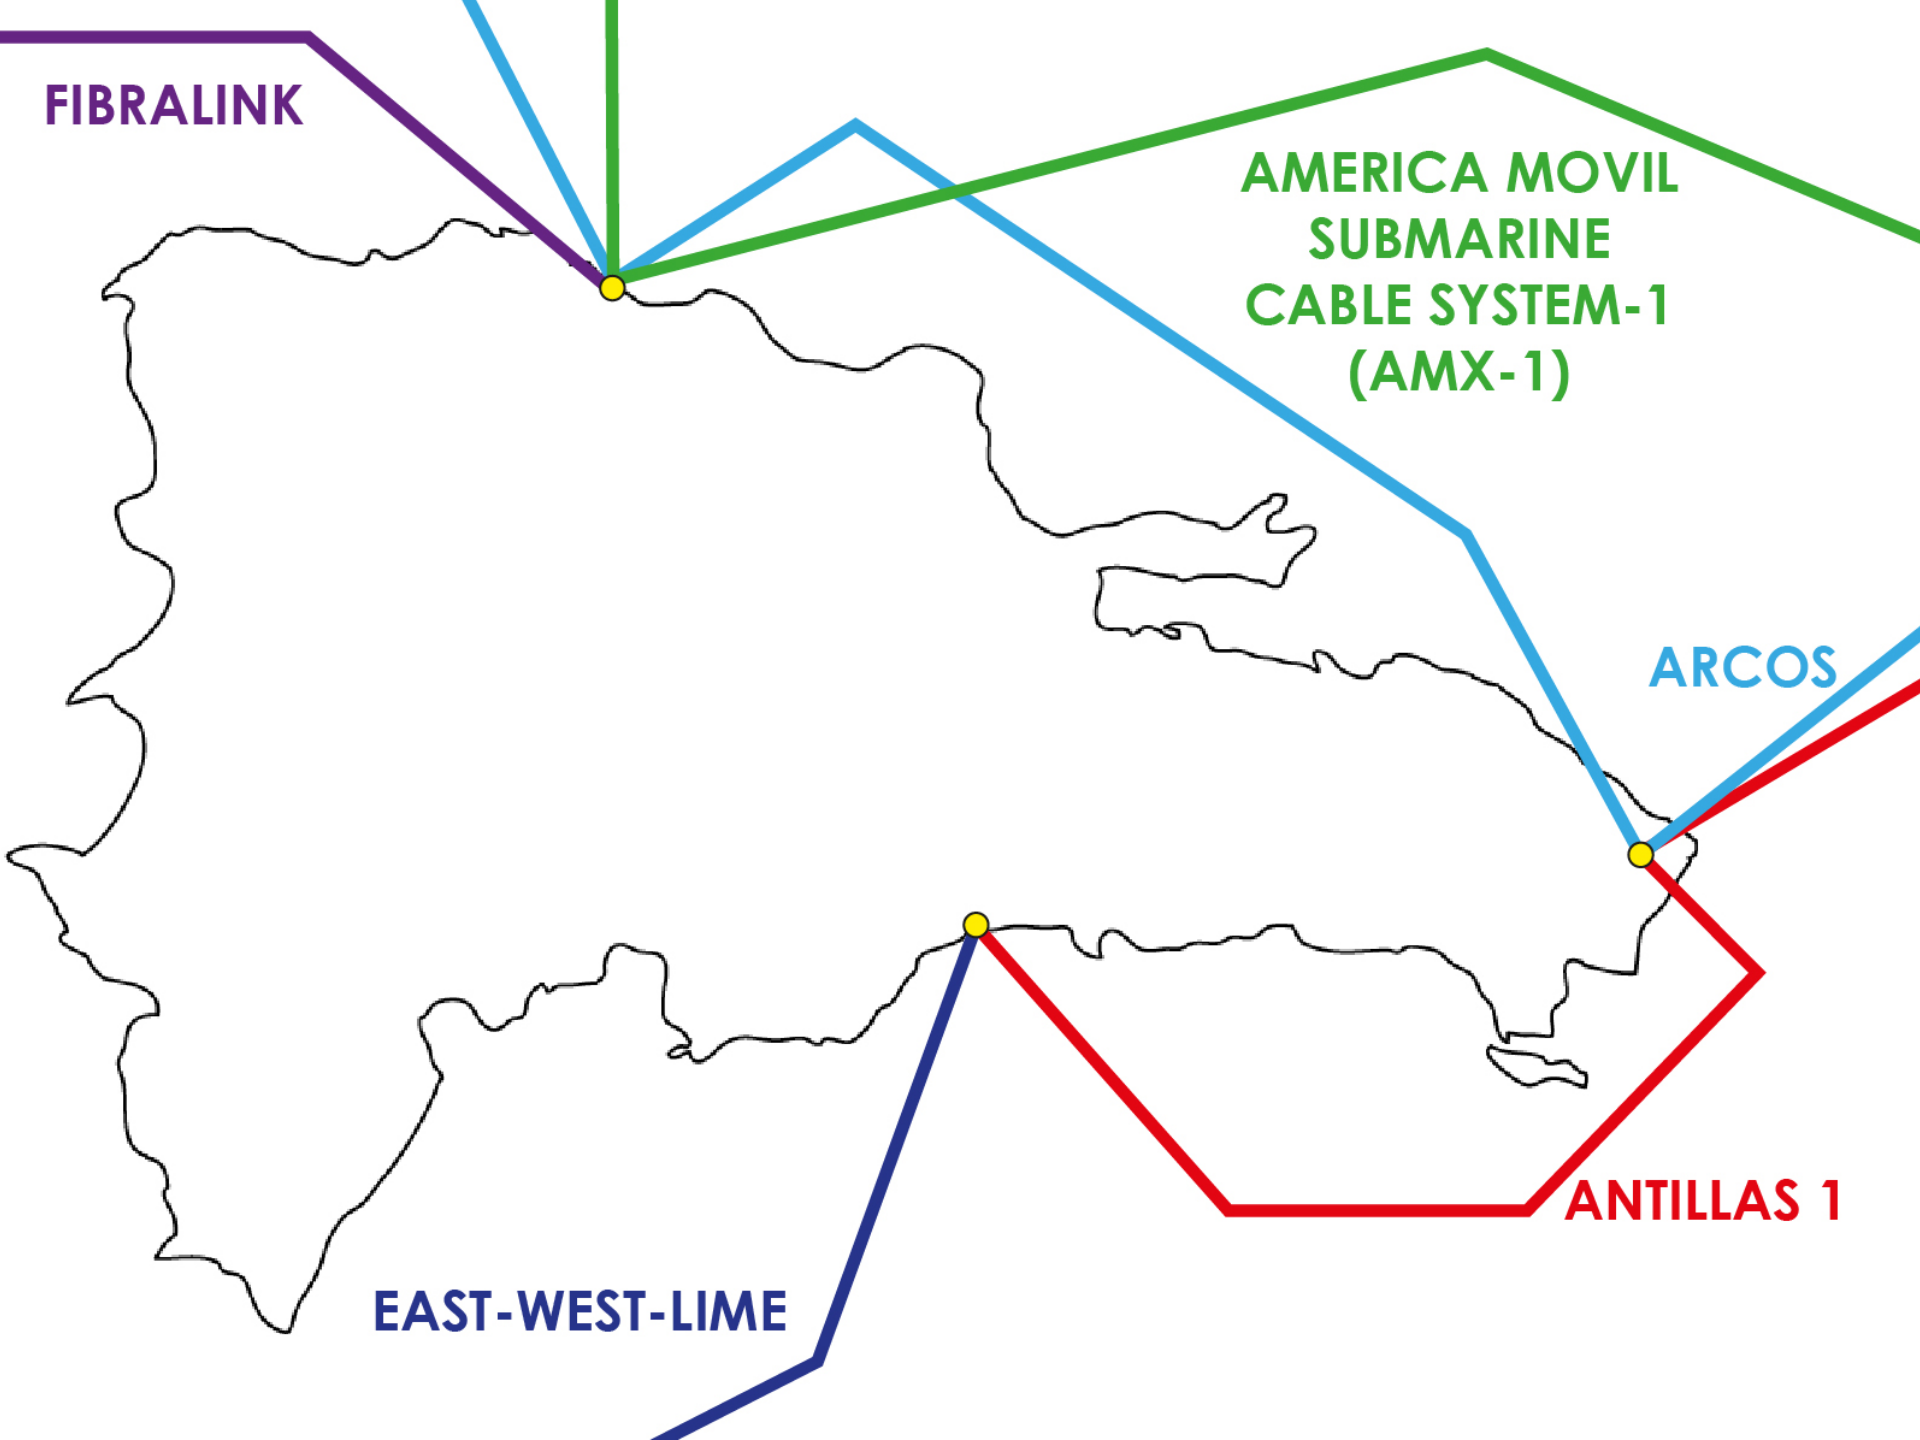 FIBRALINK
AMERICA MOVIL
SUBMARINE
CABLE SYSTEM-1
(AMX-1)
ARCOS
ANTILLAS 1
EAST-WEST-LIME